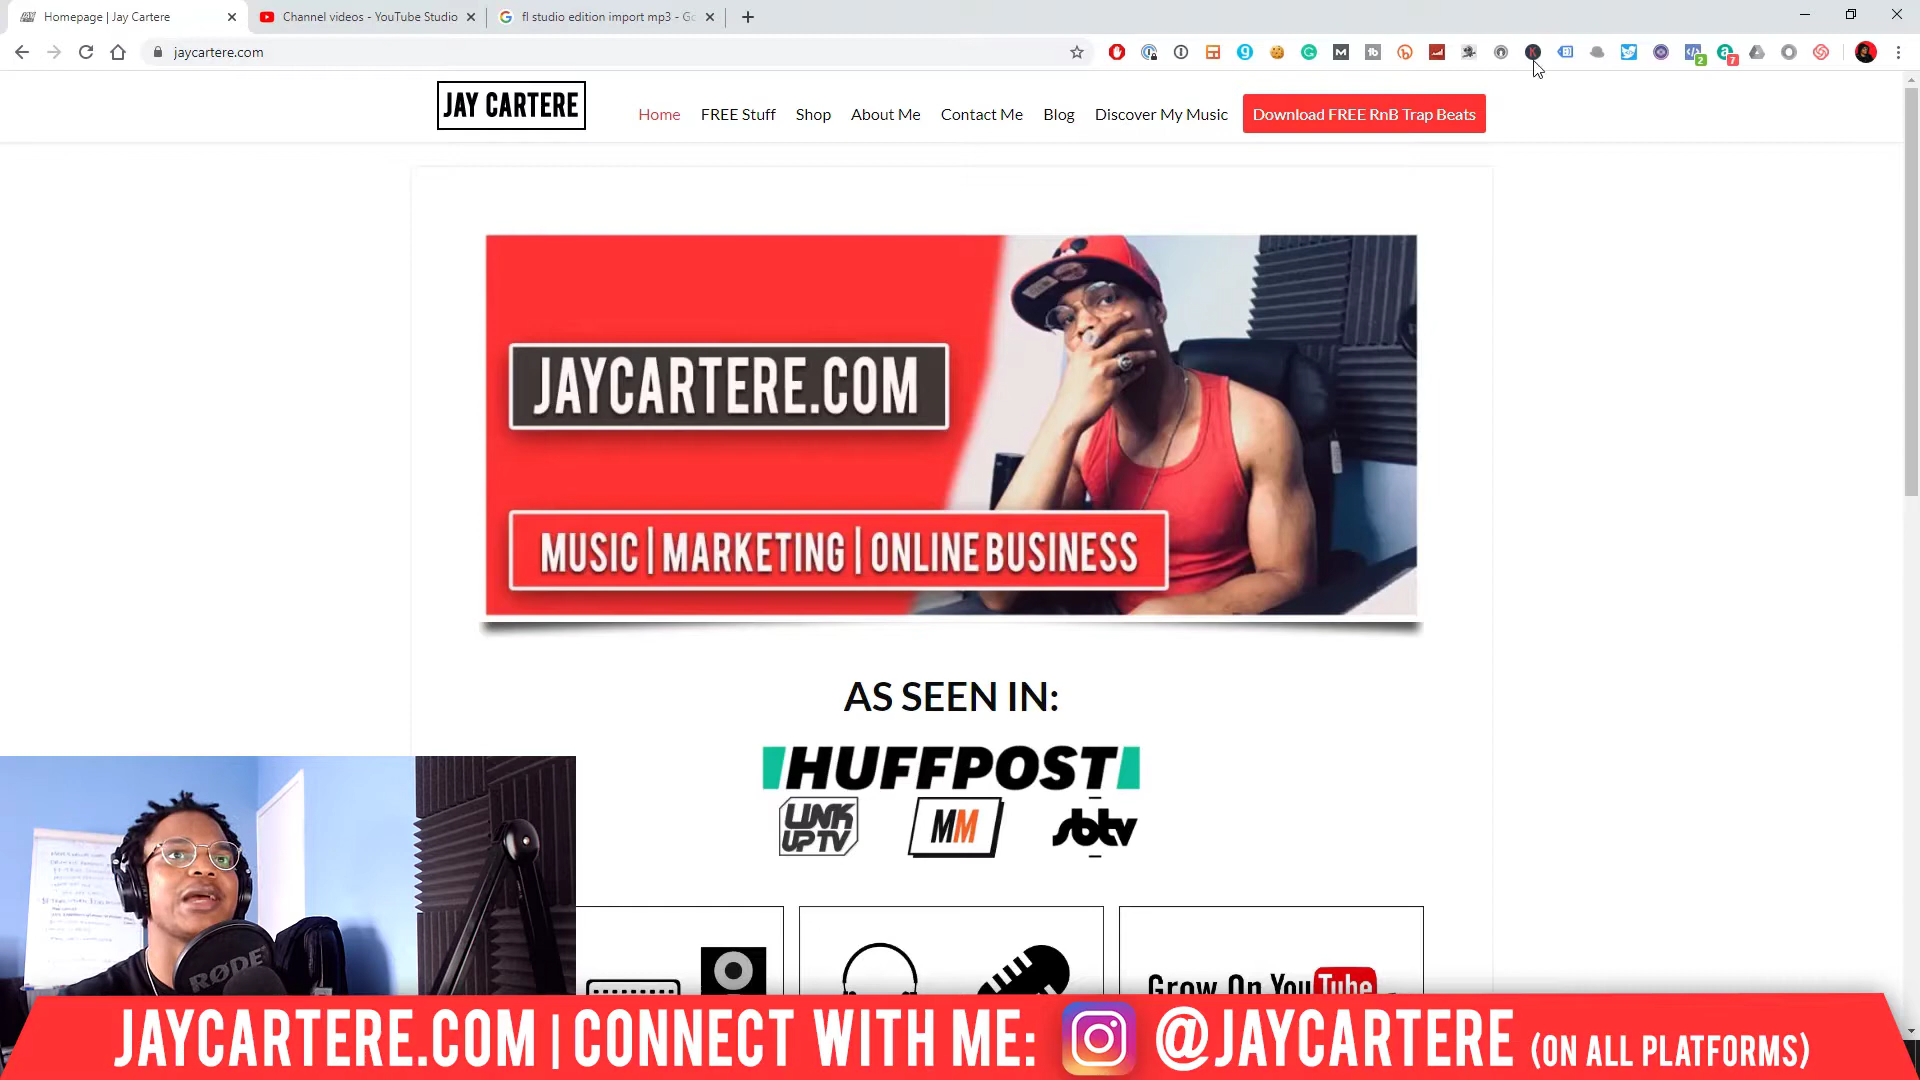 Homepage | Jay Cartere
Channel videos - YouTube Studio
fl studio edition import mp3 - Go
jaycartere.com
2
7
JAY CARTERE
Home
FREE Stuff
Shop
About Me
Contact Me
Blog
Discover My Music
Download FREE RnB Trap Beats
JAYCARTERE.COM
MUSIC | MARKETING | ONLINE BUSINESS
AS SEEN IN:
HUFFPOST
LINK UP TV
MM
sbtv
RØDE
Grow On YouTube
JAYCARTERE.COM | CONNECT WITH ME: @JAYCARTERE (ON ALL PLATFORMS)